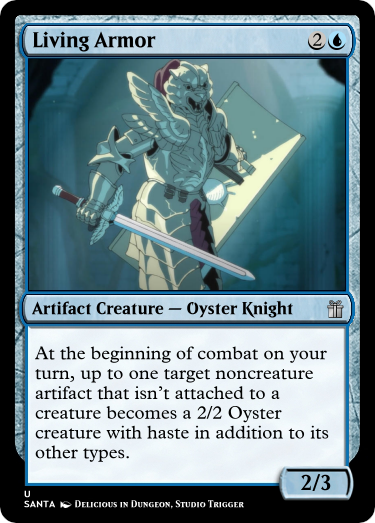 Living Armor 2
Artifact Creature — Oyster Knight
At the beginning of combat on your
turn, up to one target noncreature
artifact that isn't attached to a
creature becomes a 2/2 Oyster
creature with haste in addition to its
other types.
2/3
U
SANTA Delicious in Dungeon, Studio Trigger